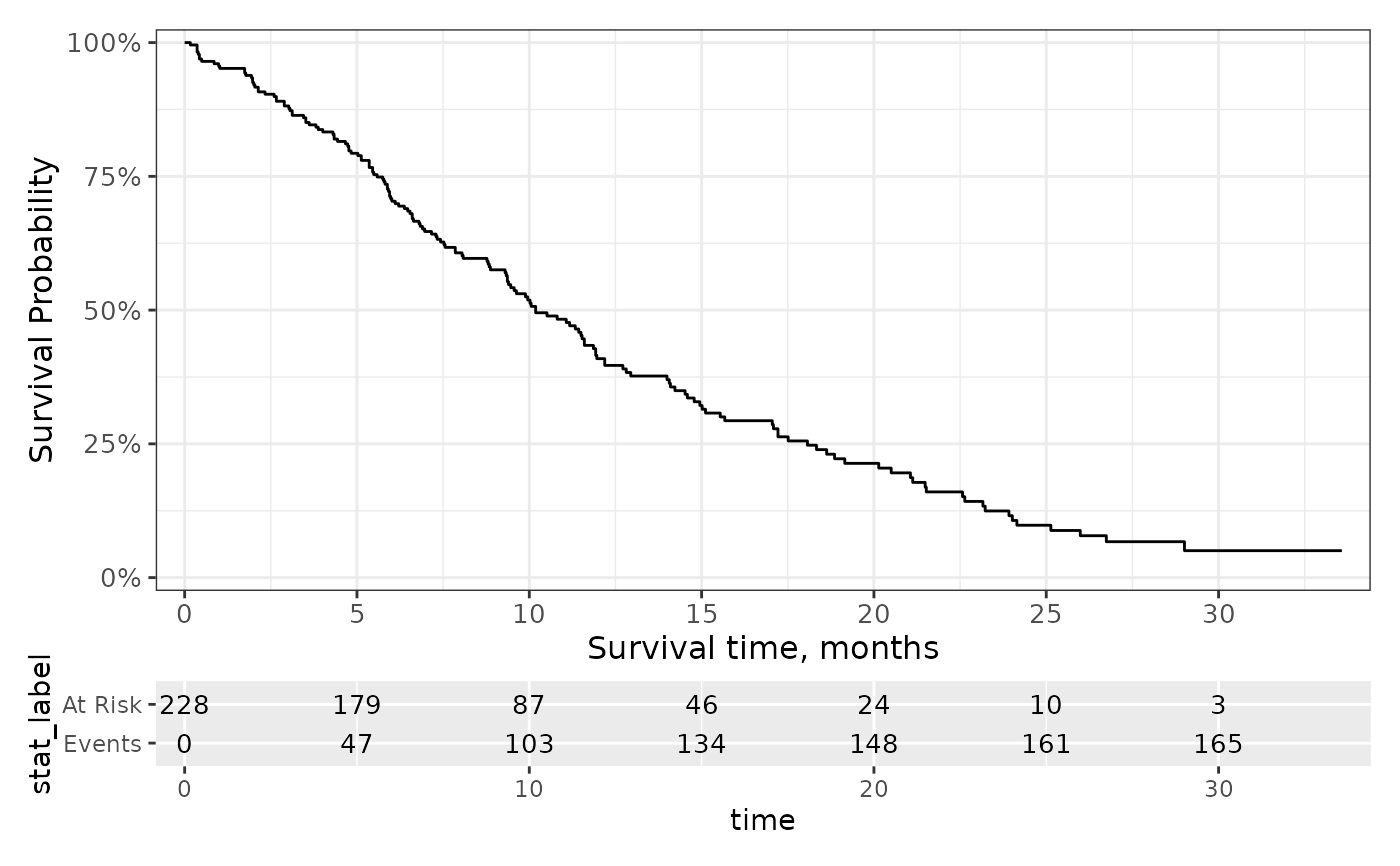 Survival Probability
100%
75%
50%
25%
0%
0 5 10 15 20 25 30
Survival time, months
stat_label
At Risk 228 179 87 46 24 10 3
Events 0 47 103 134 148 161 165
0 10 20 30
time